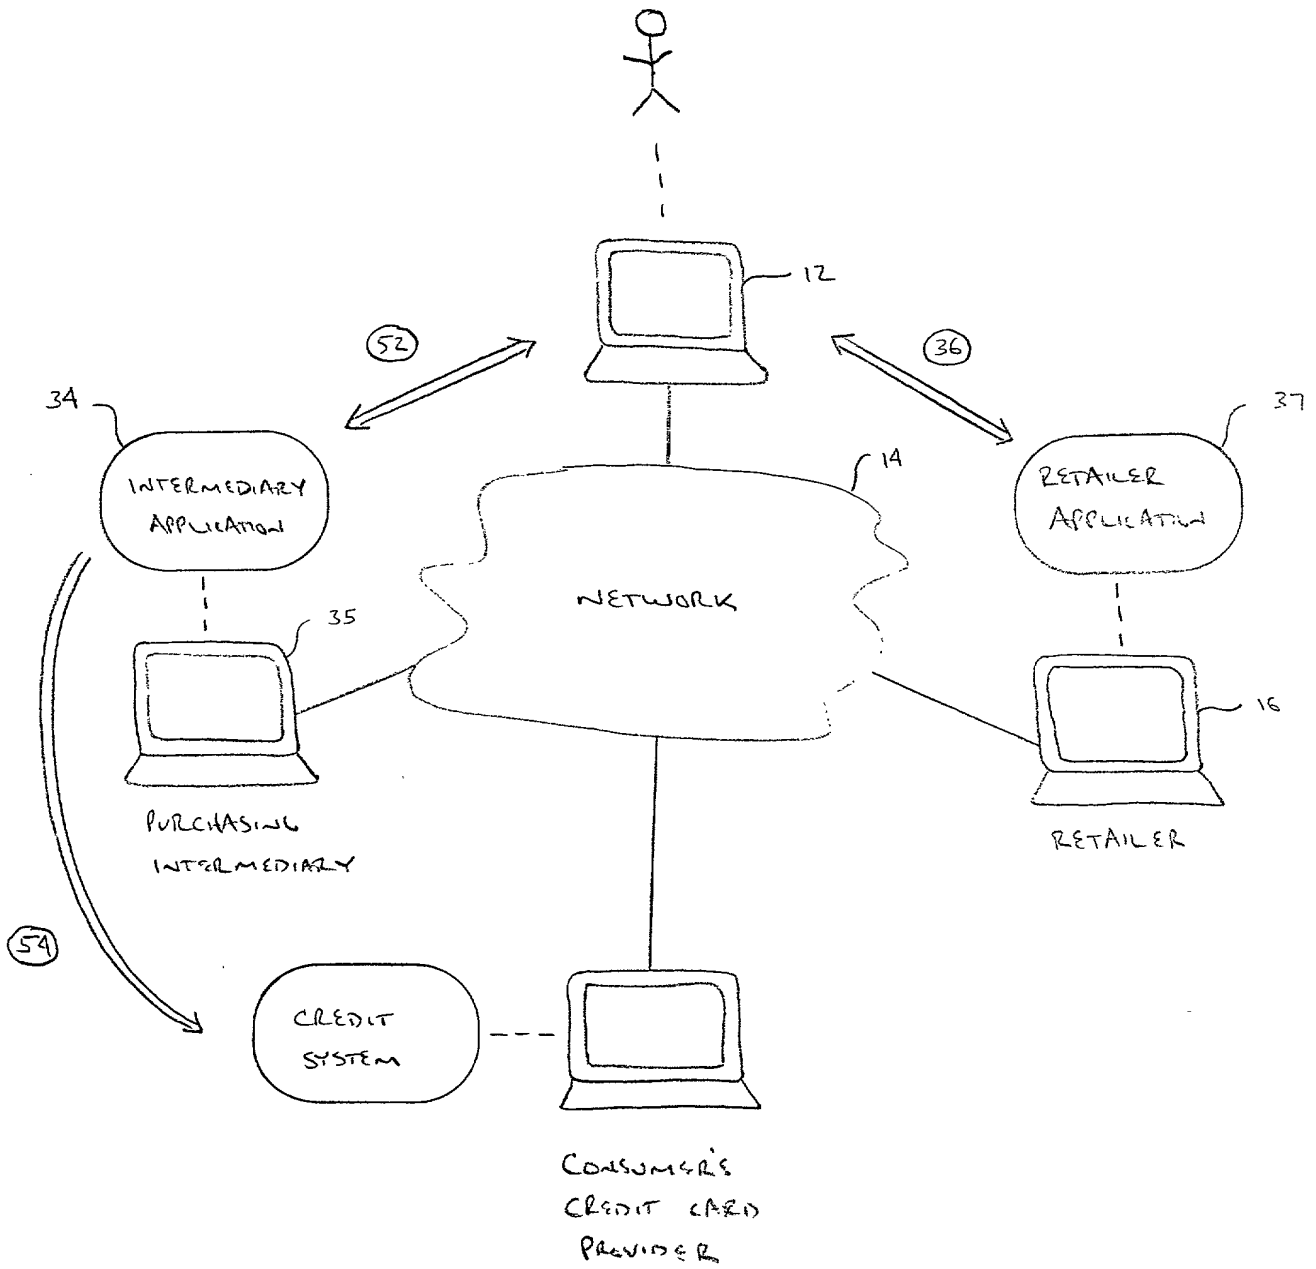 12
52
36
34
37
INTERMEDIARY
APPLICATION
14
RETAILER
APPLICATION
NETWORK
35
16
PURCHASING
INTERMEDIARY
RETAILER
54
CREDIT
SYSTEM
CONSUMER'S
CREDIT CARD
PROVIDER